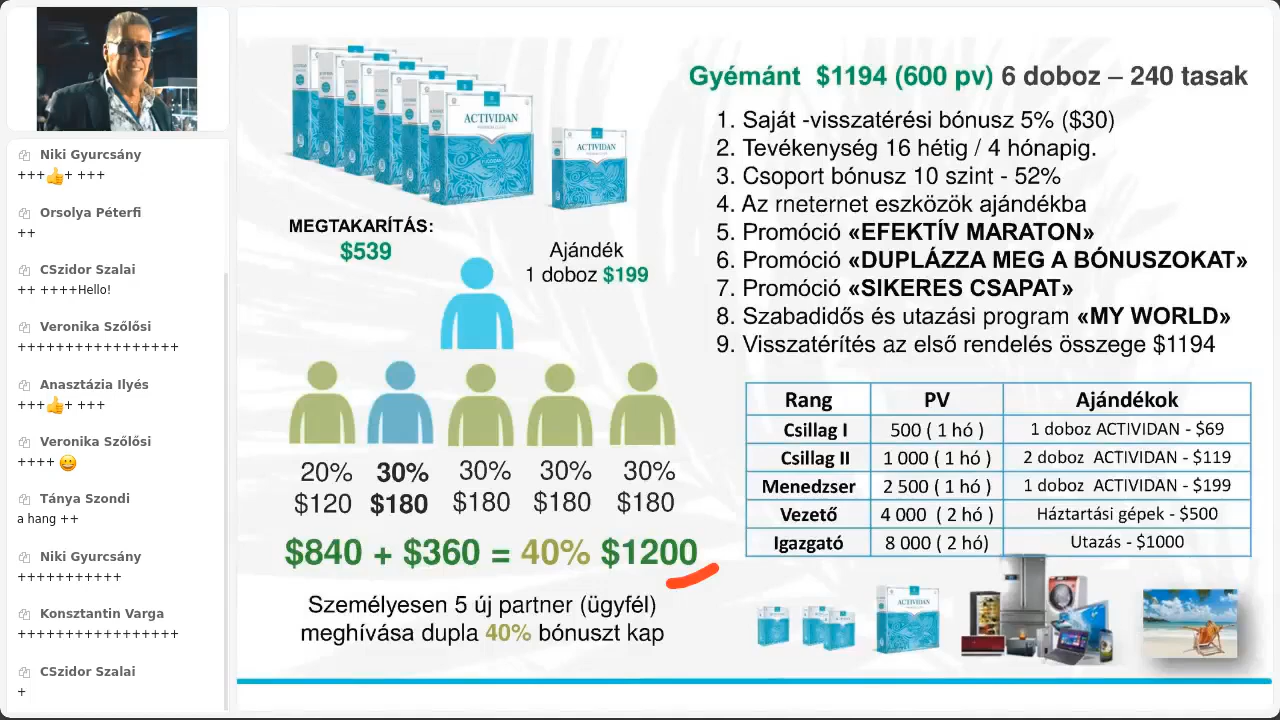 Niki Gyurcsány
+++👍+ +++
Orsolya Péterfi
++
CSzidor Szalai
++ ++++Hello!
Veronika Szőlősi
+++++++++++++++++
Anasztázia Ilyés
+++👍+ +++
Veronika Szőlősi
++++ 😀
Tánya Szondi
a hang ++
Niki Gyurcsány
+++++++++++
Konsztantin Varga
+++++++++++++++++
CSzidor Szalai
+
ACTIVIDAN
ACTIVIDAN
MEGTAKARÍTÁS:
$539
Ajándék
1 doboz $199
20% 30% 30% 30% 30%
$120 $180 $180 $180 $180
$840 + $360 = 40% $1200
Személyesen 5 új partner (ügyfél)
meghívása dupla 40% bónuszt kap
Gyémánt $1194 (600 pv) 6 doboz – 240 tasak
1. Saját -visszatérési bónusz 5% ($30)
2. Tevékenység 16 hétig / 4 hónapig.
3. Csoport bónusz 10 szint - 52%
4. Az rneternet eszközök ajándékba
5. Promóció «EFEKTÍV MARATON»
6. Promóció «DUPLÁZZA MEG A BÓNUSZOKAT»
7. Promóció «SIKERES CSAPAT»
8. Szabadidős és utazási program «MY WORLD»
9. Visszatérítés az első rendelés összege $1194
Rang PV Ajándékok
Csillag I 500 ( 1 hó ) 1 doboz ACTIVIDAN - $69
Csillag II 1 000 ( 1 hó ) 2 doboz ACTIVIDAN - $119
Menedzser 2 500 ( 1 hó ) 1 doboz ACTIVIDAN - $199
Vezető 4 000 ( 2 hó ) Háztartási gépek - $500
Igazgató 8 000 ( 2 hó) Utazás - $1000
ACTIVIDAN